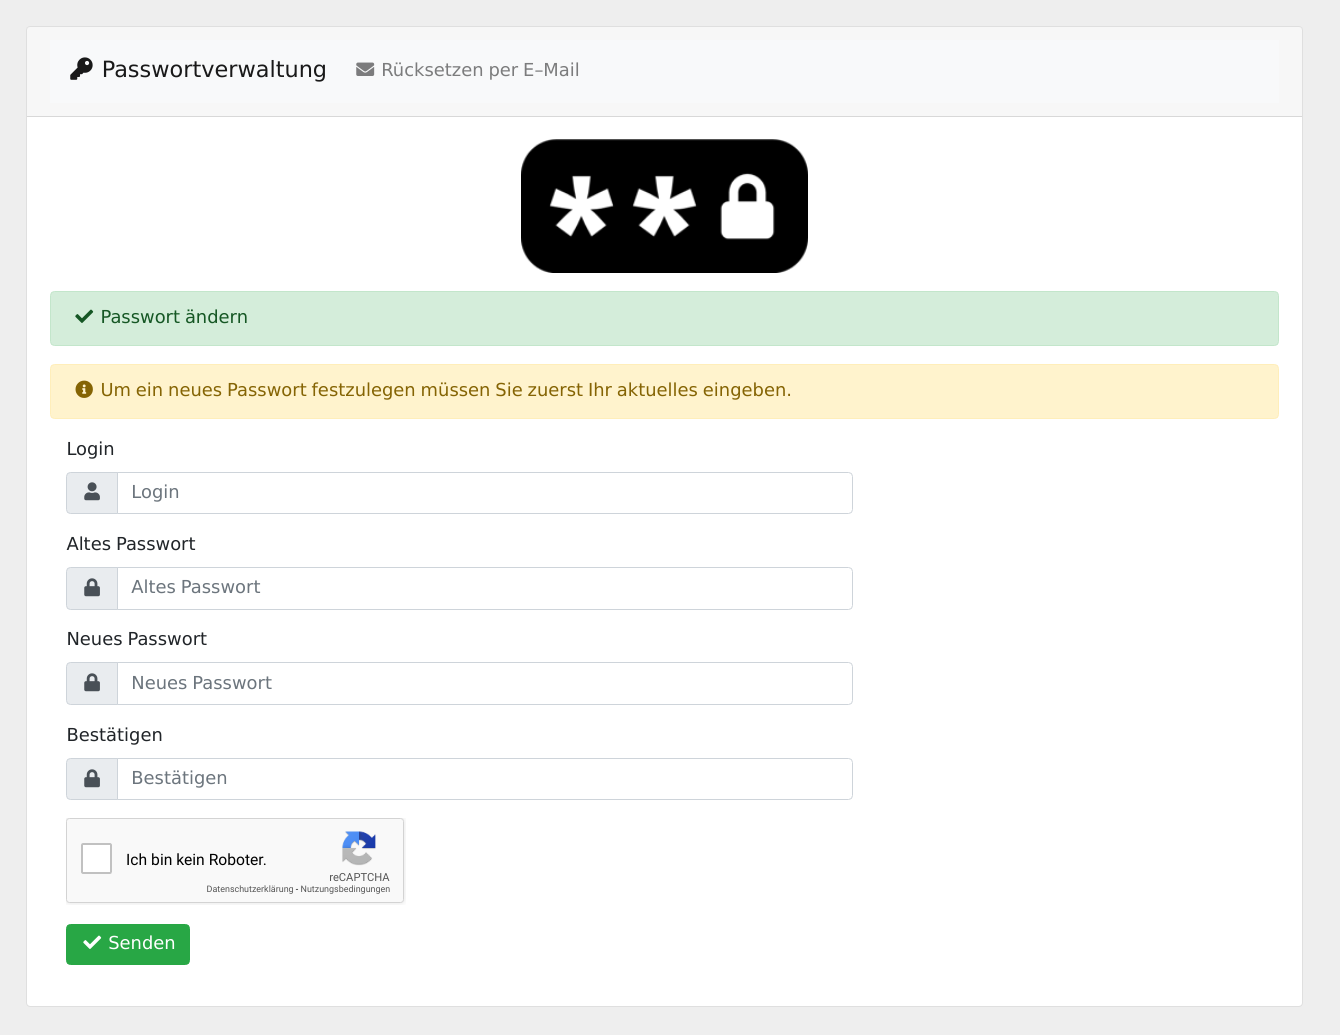 Passwortverwaltung Rücksetzen per E–Mail
**
Passwort ändern
Um ein neues Passwort festzulegen müssen Sie zuerst Ihr aktuelles eingeben.
Login
Login
Altes Passwort
Altes Passwort
Neues Passwort
Neues Passwort
Bestätigen
Bestätigen
Ich bin kein Roboter.
reCAPTCHA
Datenschutzerklärung - Nutzungsbedingungen
Senden